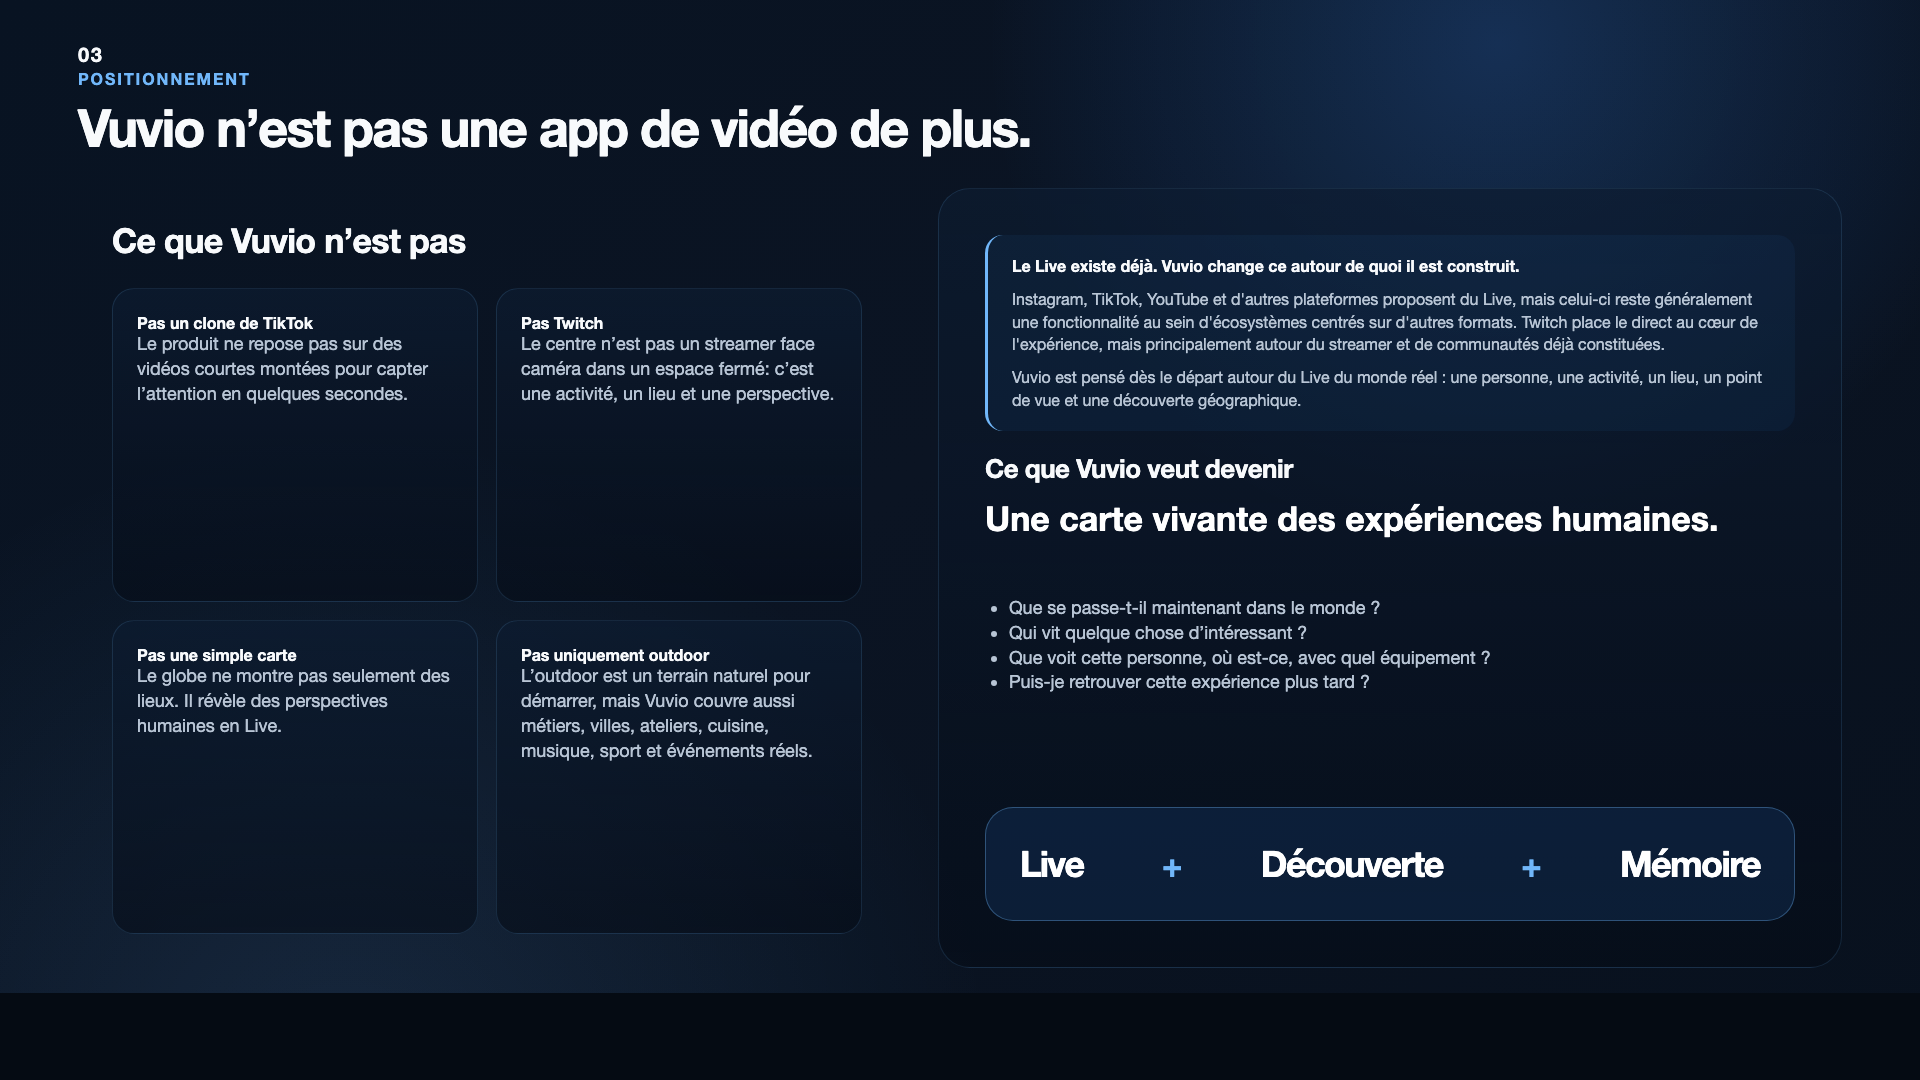 03
POSITIONNEMENT
Vuvio n’est pas une app de vidéo de plus.
Ce que Vuvio n’est pas
Pas un clone de TikTok
Le produit ne repose pas sur des
vidéos courtes montées pour capter
l’attention en quelques secondes.
Pas Twitch
Le centre n’est pas un streamer face
caméra dans un espace fermé: c’est
une activité, un lieu et une perspective.
Pas une simple carte
Le globe ne montre pas seulement des
lieux. Il révèle des perspectives
humaines en Live.
Pas uniquement outdoor
L’outdoor est un terrain naturel pour
démarrer, mais Vuvio couvre aussi
métiers, villes, ateliers, cuisine,
musique, sport et événements réels.
Le Live existe déjà. Vuvio change ce autour de quoi il est construit.
Instagram, TikTok, YouTube et d'autres plateformes proposent du Live, mais celui-ci reste généralement
une fonctionnalité au sein d'écosystèmes centrés sur d'autres formats. Twitch place le direct au cœur de
l'expérience, mais principalement autour du streamer et de communautés déjà constituées.
Vuvio est pensé dès le départ autour du Live du monde réel : une personne, une activité, un lieu, un point
de vue et une découverte géographique.
Ce que Vuvio veut devenir
Une carte vivante des expériences humaines.
• Que se passe-t-il maintenant dans le monde ?
• Qui vit quelque chose d’intéressant ?
• Que voit cette personne, où est-ce, avec quel équipement ?
• Puis-je retrouver cette expérience plus tard ?
Live + Découverte + Mémoire